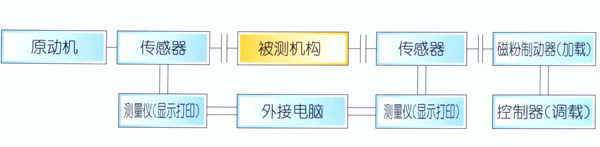 原动机
传感器
被测机构
传感器
磁粉制动器(加载)
测量仪(显示打印)
外接电脑
测量仪(显示打印)
控制器(调载)